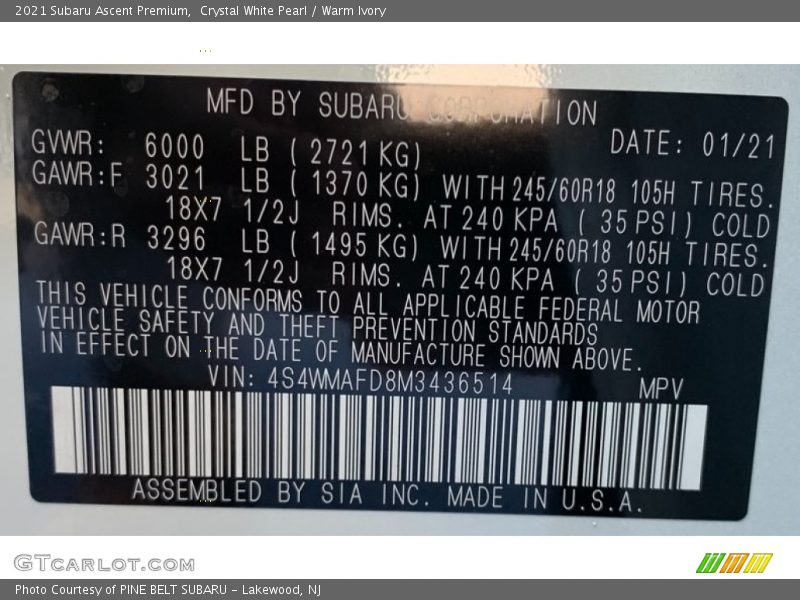 2021 Subaru Ascent Premium, Crystal White Pearl / Warm Ivory
MFD BY SUBARU CORPORATION
GVWR: 6000 LB ( 2721 KG) DATE: 01/21
GAWR:F 3021 LB ( 1370 KG) WITH 245/60R18 105H TIRES.
18X7 1/2J RIMS. AT 240 KPA ( 35 PSI) COLD
GAWR:R 3296 LB ( 1495 KG) WITH 245/60R18 105H TIRES.
18X7 1/2J RIMS. AT 240 KPA ( 35 PSI) COLD
THIS VEHICLE CONFORMS TO ALL APPLICABLE FEDERAL MOTOR
VEHICLE SAFETY AND THEFT PREVENTION STANDARDS
IN EFFECT ON THE DATE OF MANUFACTURE SHOWN ABOVE.
VIN: 4S4WMAFD8M3436514 MPV
ASSEMBLED BY SIA INC. MADE IN U.S.A.
GTCARLOT.COM
Photo Courtesy of PINE BELT SUBARU - Lakewood, NJ